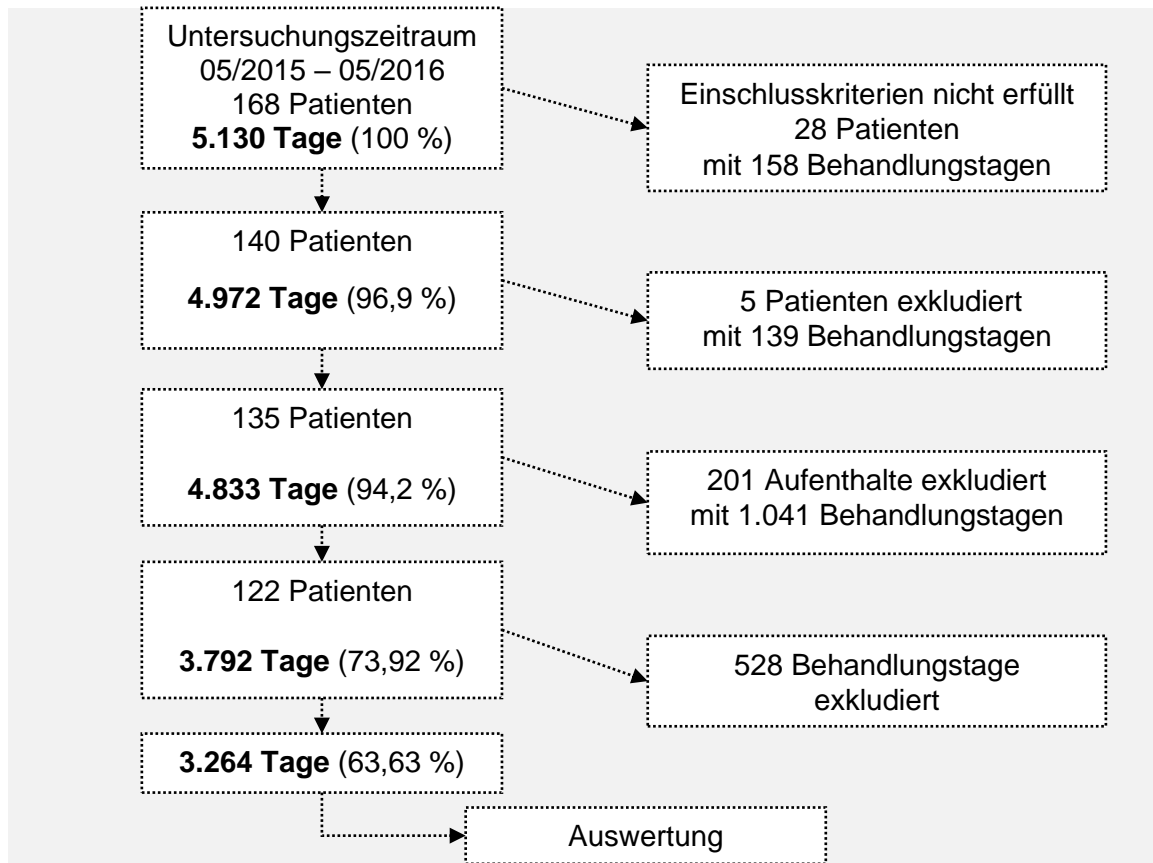 Untersuchungszeitraum
05/2015 – 05/2016
168 Patienten
5.130 Tage (100 %)
Einschlusskriterien nicht erfüllt
28 Patienten
mit 158 Behandlungstagen
140 Patienten
4.972 Tage (96,9 %)
5 Patienten exkludiert
mit 139 Behandlungstagen
135 Patienten
4.833 Tage (94,2 %)
201 Aufenthalte exkludiert
mit 1.041 Behandlungstagen
122 Patienten
3.792 Tage (73,92 %)
528 Behandlungstage
exkludiert
3.264 Tage (63,63 %)
Auswertung